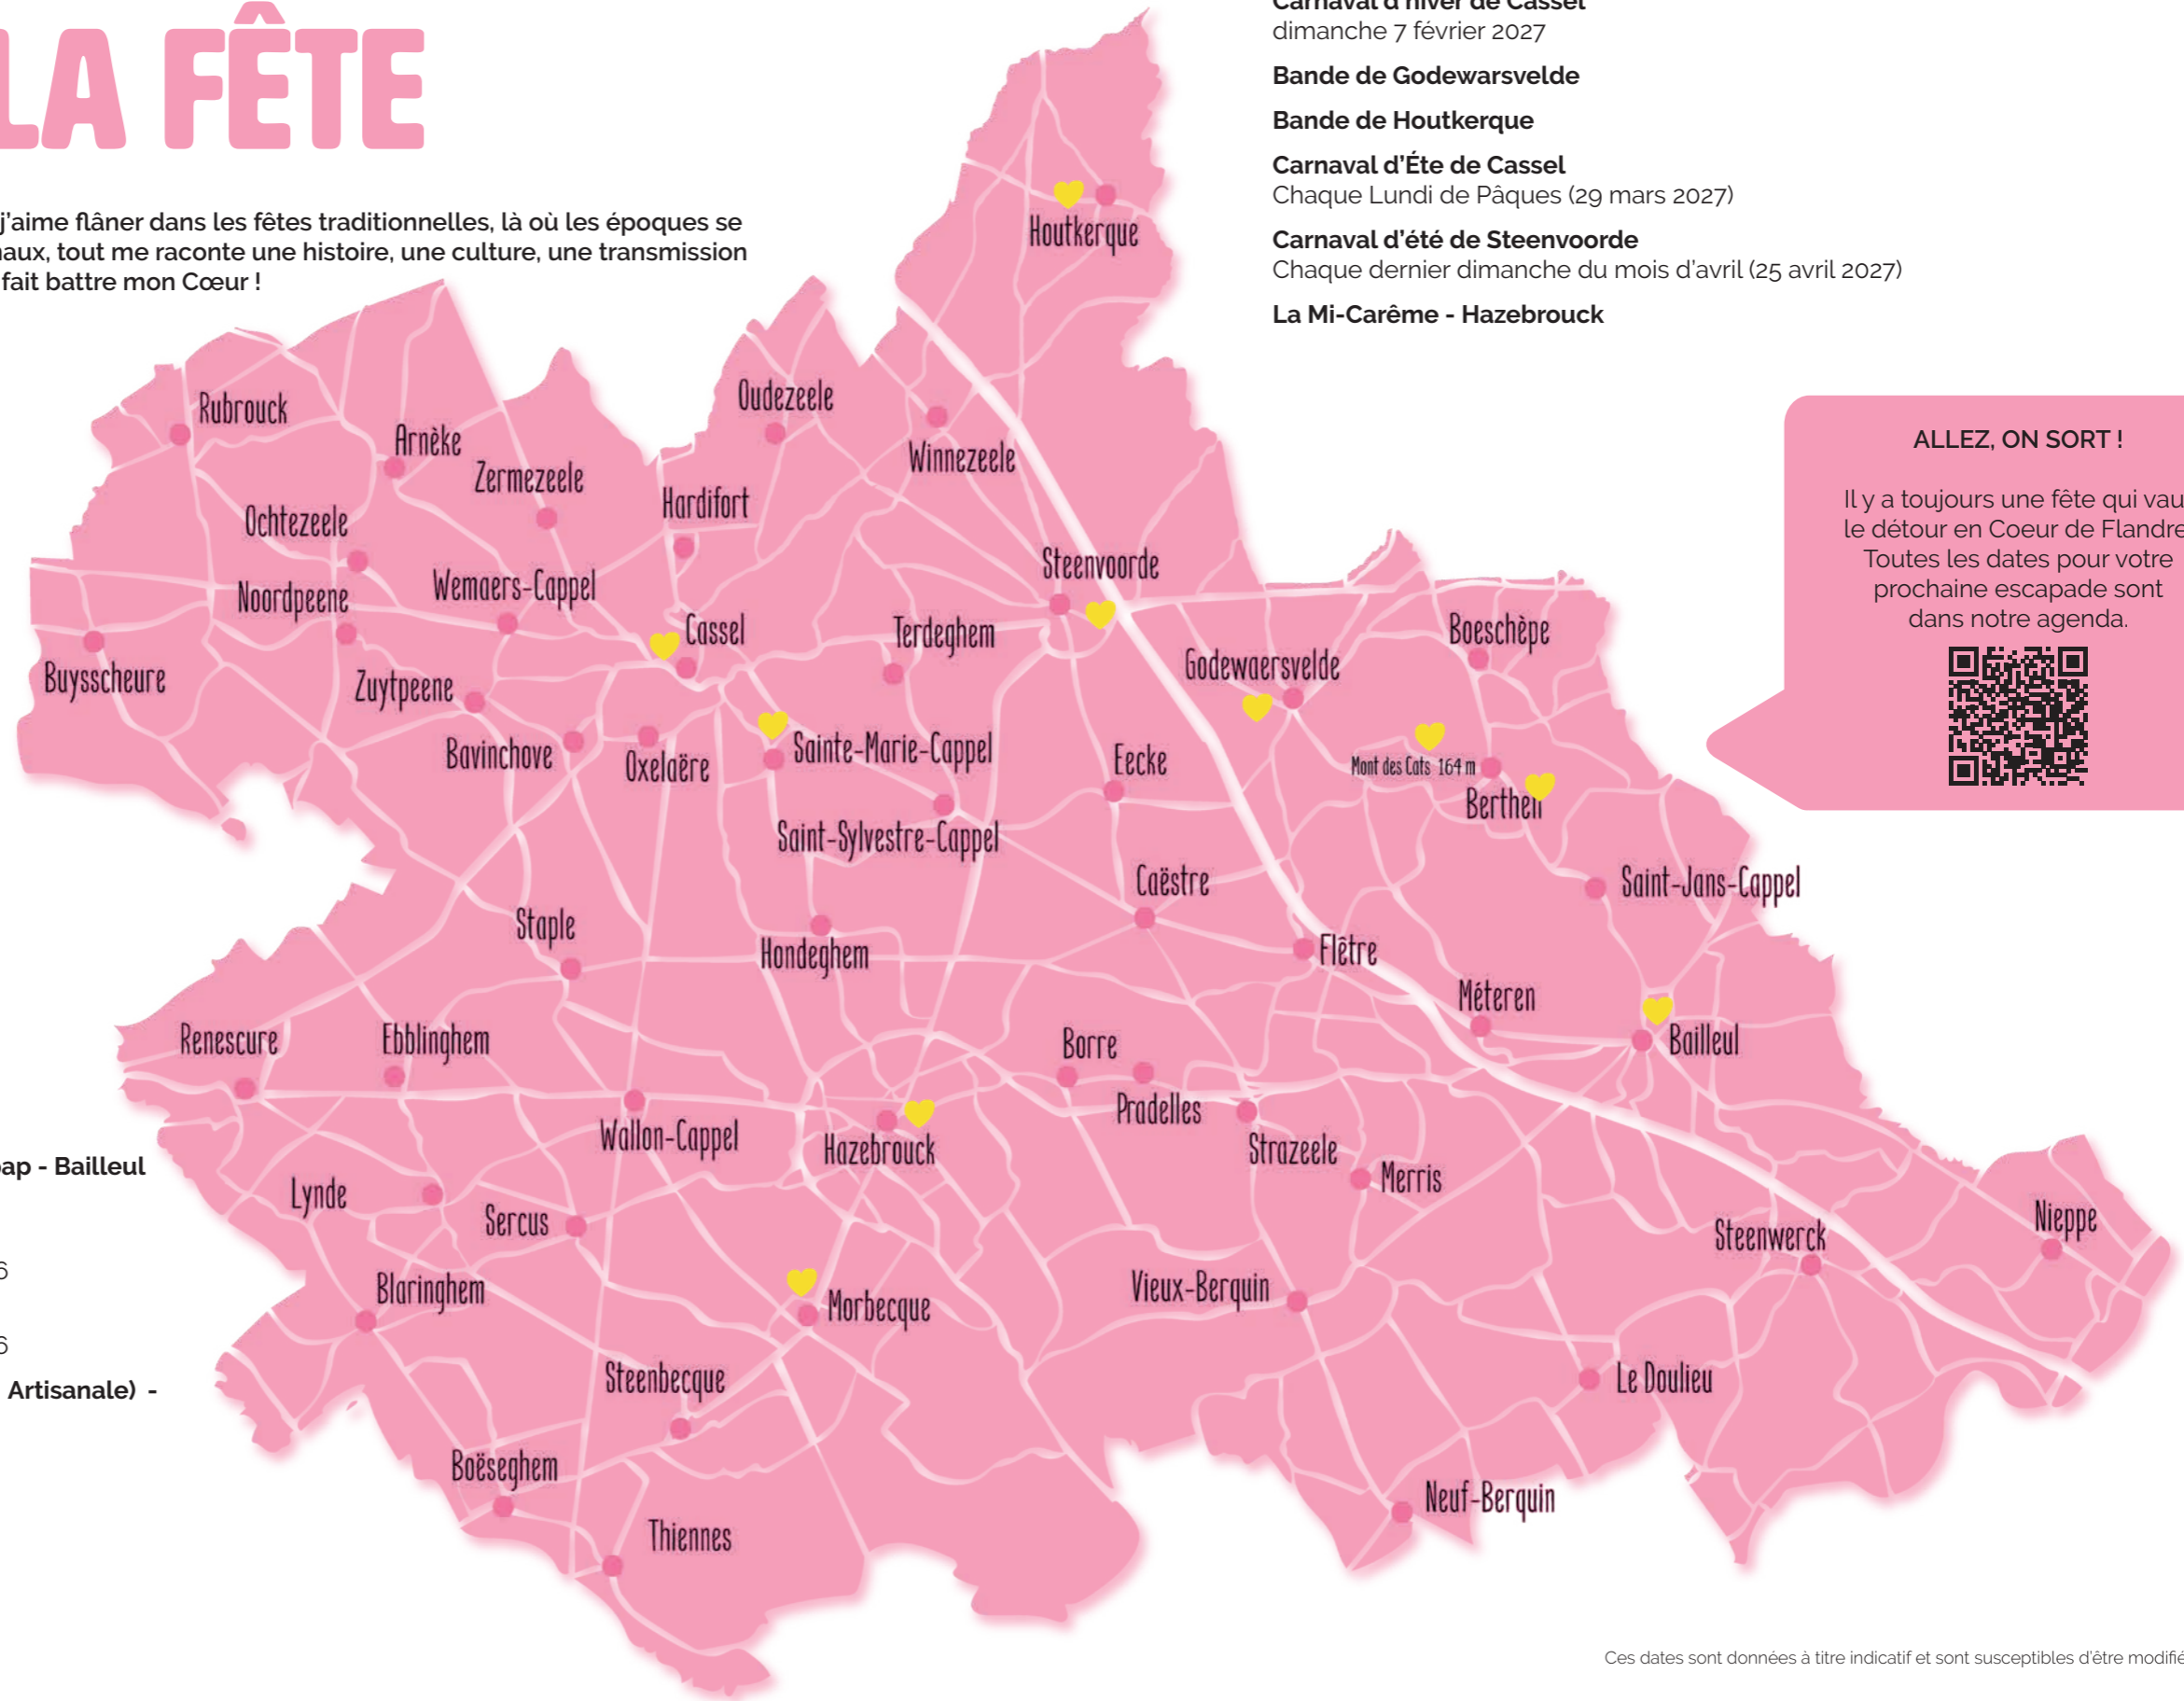 LA FÊTE
j'aime flâner dans les fêtes traditionnelles, là où les époques se
tout me raconte une histoire, une culture, une transmission
fait battre mon Cœur !
Carnaval d'hiver de Cassel
dimanche 7 février 2027
Bande de Godewarsvelde
Bande de Houtkerque
Carnaval d'Éte de Cassel
Chaque Lundi de Pâques (29 mars 2027)
Carnaval d'été de Steenvoorde
Chaque dernier dimanche du mois d'avril (25 avril 2027)
La Mi-Carême - Hazebrouck
ALLEZ, ON SORT !
Il y a toujours une fête qui
le détour en Coeur de Flandre
Toutes les dates pour votre
prochaine escapade sont
dans notre agenda.
Houtkerque
Rubrouck
Oudezeele
Arnèke
Winnezeele
Zermezeele
Hardifort
Ochtezeele
Steenvoorde
Wemaers-Cappel
Noordpeene
Cassel
Terdeghem
Boeschèpe
Godewaersvelde
Buysscheure
Zuytpeene
Bavinchove
Oxelaëre
Sainte-Marie-Cappel
Eecke
Mont des Cats 164 m
Berthen
Saint-Sylvestre-Cappel
Caëstre
Saint-Jans-Cappel
Staple
Hondeghem
Flêtre
Méteren
Renescure
Ebblinghem
Borre
Bailleul
Pradelles
Wallon-Cappel
Hazebrouck
Strazeele
Merris
- Bailleul
Lynde
Sercus
Nieppe
Steenwerck
6
Blaringhem
Vieux-Berquin
Morbecque
6
Artisanale) -
Steenbecque
Le Doulieu
Boëseghem
Neuf-Berquin
Thiennes
Ces dates sont données à titre indicatif et sont susceptibles d'être